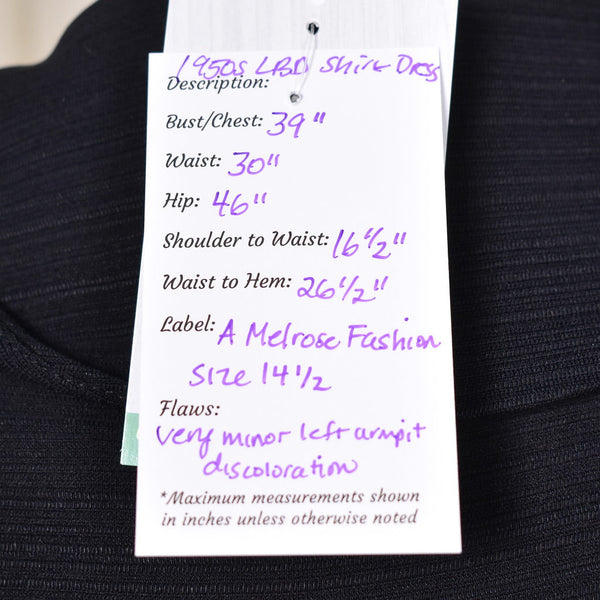 1950s LBD Shirt Dress
Description:
Bust/Chest: 39"
Waist: 30"
Hip: 46"
Shoulder to Waist: 16 1/2"
Waist to Hem: 26 1/2"
Label: A Melrose Fashion
Size 14 1/2
Flaws:
very minor left armpit
discoloration
*Maximum measurements shown
in inches unless otherwise noted